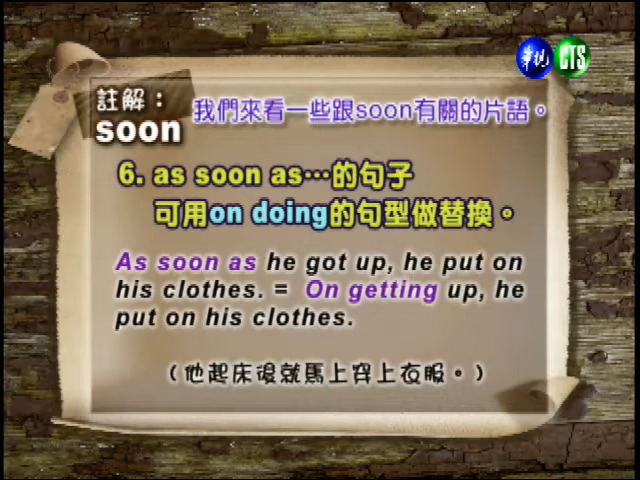 華視 CTS
註解：
soon
我們來看一些跟soon有關的片語。
6. as soon as…的句子
可用on doing的句型做替換。
As soon as he got up, he put on
his clothes. = On getting up, he
put on his clothes.
（他起床後就馬上穿上衣服。）